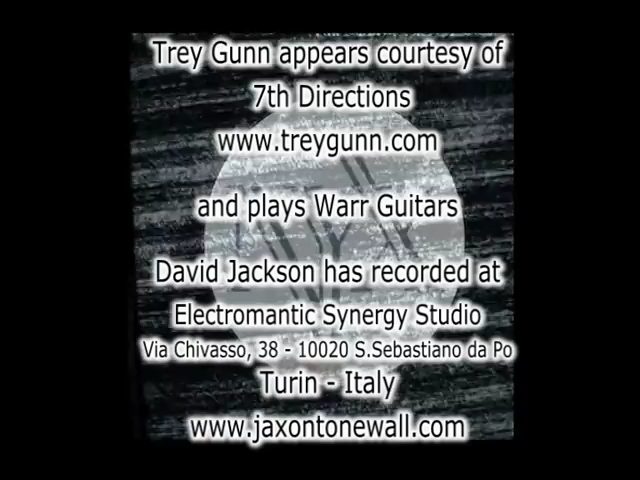 Trey Gunn appears courtesy of
7th Directions
www.treygunn.com
and plays Warr Guitars
David Jackson has recorded at
Electromantic Synergy Studio
Via Chivasso, 38 - 10020 S.Sebastiano da Po
Turin - Italy
www.jaxontonewall.com